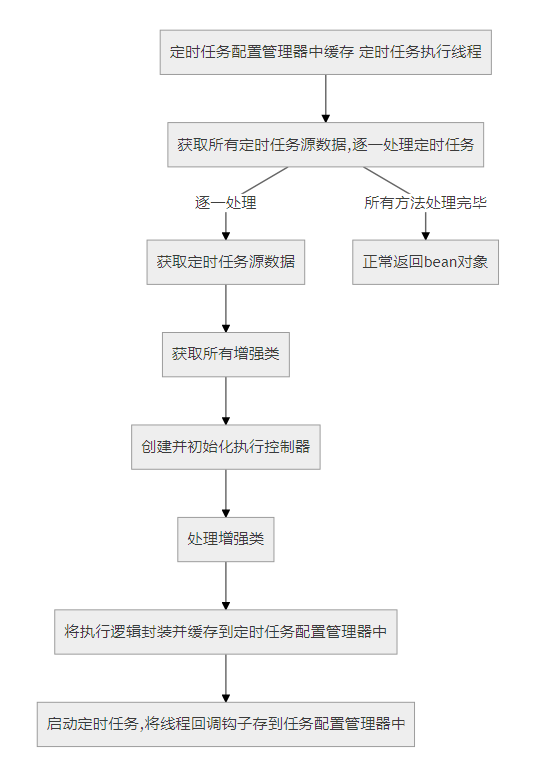 定时任务配置管理器中缓存 定时任务执行线程
获取所有定时任务源数据,逐一处理定时任务
逐一处理
所有方法处理完毕
获取定时任务源数据
正常返回bean对象
获取所有增强类
创建并初始化执行控制器
处理增强类
将执行逻辑封装并缓存到定时任务配置管理器中
启动定时任务,将线程回调钩子存到任务配置管理器中